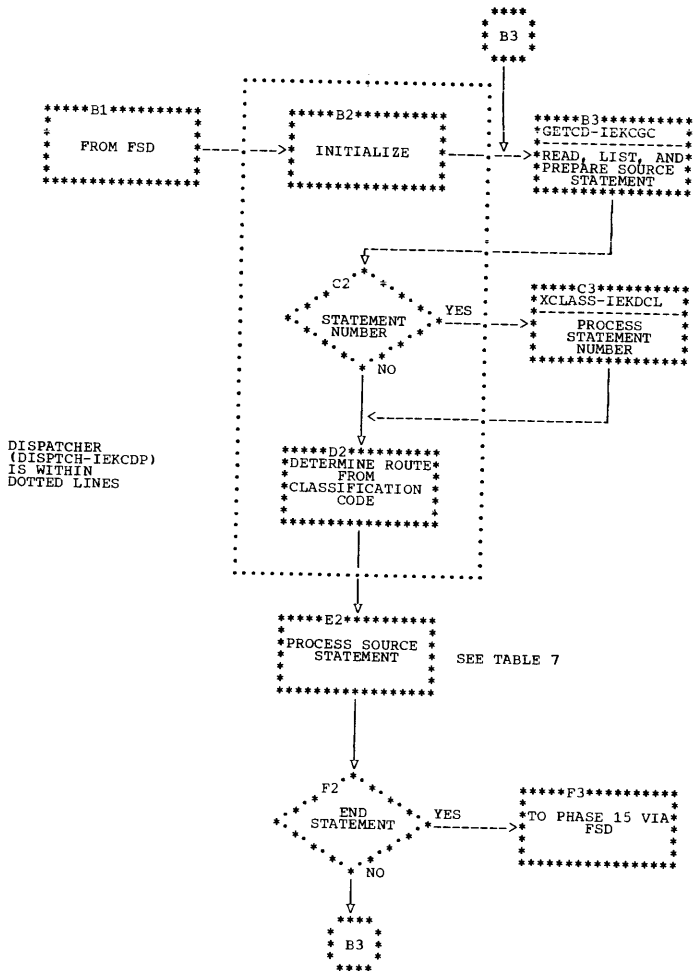 B3
B1
FROM FSD
B2
INITIALIZE
B3
GETCD-IEKCGC
READ, LIST, AND
PREPARE SOURCE
STATEMENT
C2
STATEMENT
NUMBER
YES
NO
C3
XCLASS-IEKDCL
PROCESS
STATEMENT
NUMBER
DISPATCHER
(DISPTCH-IEKCDP)
IS WITHIN
DOTTED LINES
D2
DETERMINE ROUTE
FROM
CLASSIFICATION
CODE
E2
PROCESS SOURCE
STATEMENT
SEE TABLE 7
F2
END
STATEMENT
YES
NO
F3
TO PHASE 15 VIA
FSD
B3